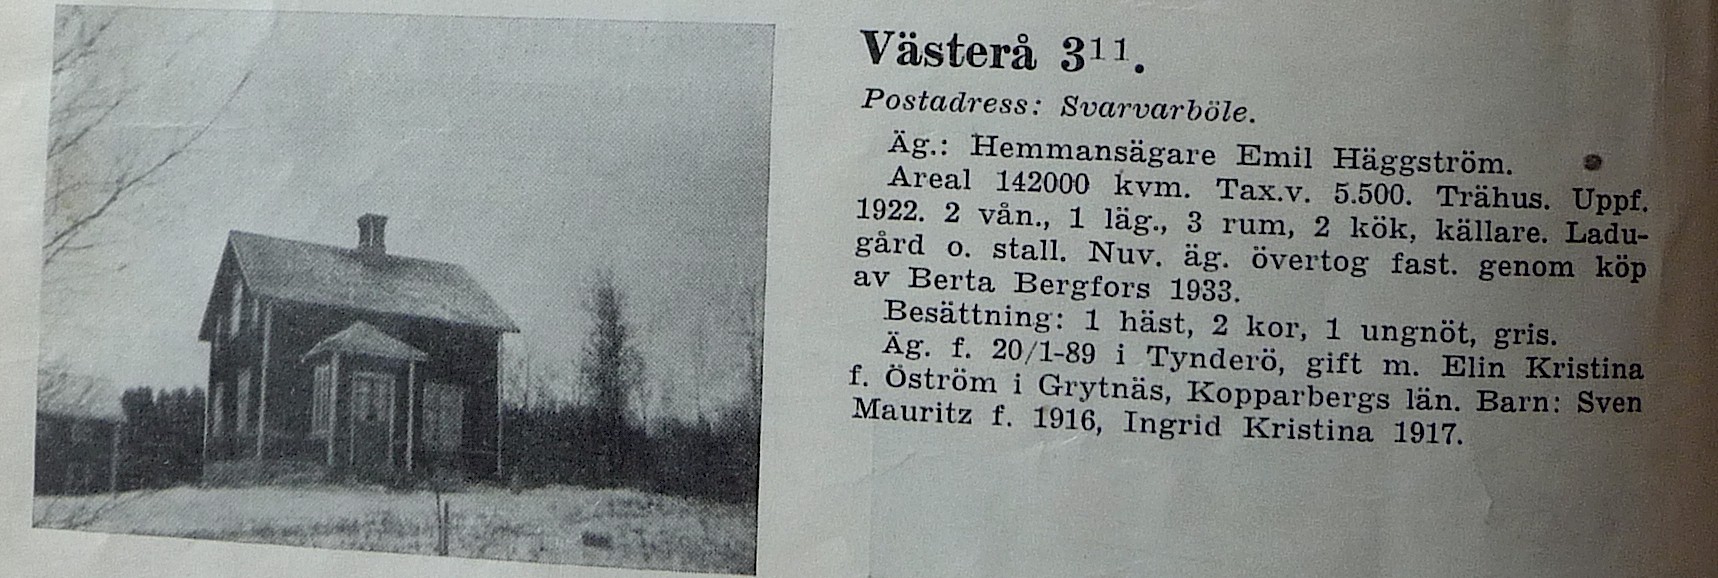 Västerå 3¹¹.
Postadress: Svarvarböle.
Äg.: Hemmansägare Emil Häggström.
Areal 142000 kvm. Tax.v. 5.500. Trähus. Uppf.
1922. 2 vån., 1 läg., 3 rum, 2 kök, källare. Ladu-
gård o. stall. Nuv. äg. övertog fast. genom köp
av Berta Bergfors 1933.
Besättning: 1 häst, 2 kor, 1 ungnöt, gris.
Äg. f. 20/1-89 i Tynderö, gift m. Elin Kristina
f. Öström i Grytnäs, Kopparbergs län. Barn: Sven
Mauritz f. 1916, Ingrid Kristina 1917.